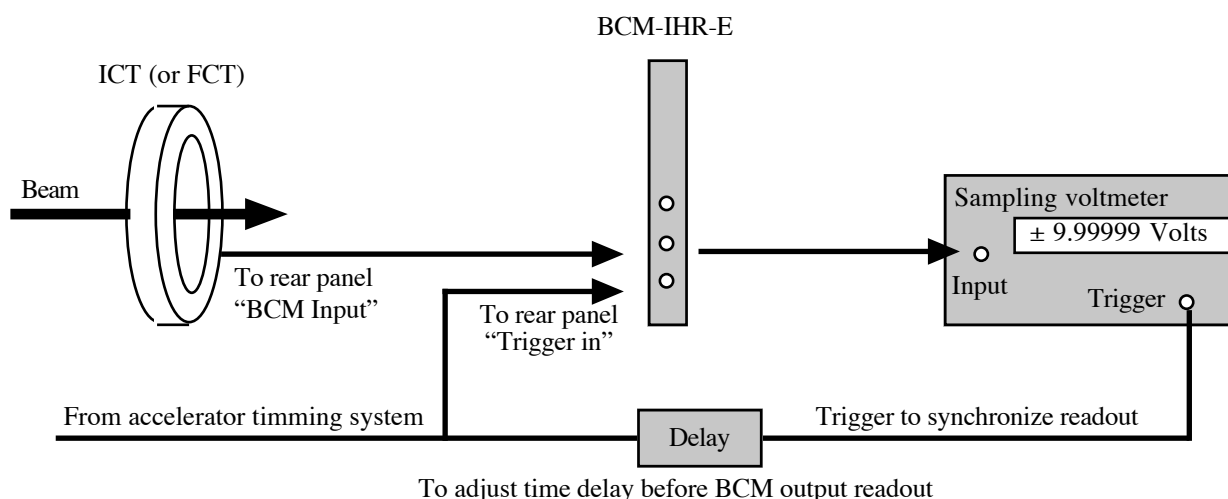 BCM-IHR-E
ICT (or FCT)
Beam
Sampling voltmeter
± 9.99999 Volts
Input
Trigger
To rear panel
“BCM Input”
To rear panel
“Trigger in”
From accelerator timming system
Delay
Trigger to synchronize readout
To adjust time delay before BCM output readout